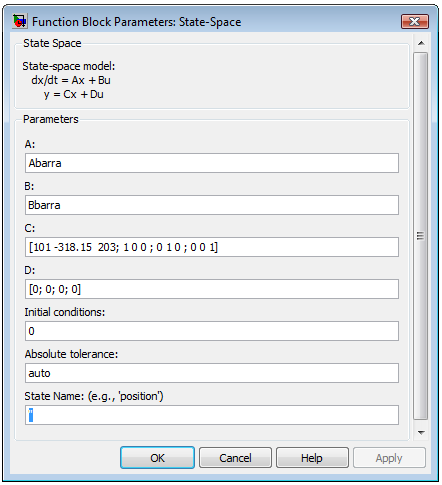 Function Block Parameters: State-Space
State Space
State-space model:
dx/dt = Ax + Bu
y = Cx + Du
Parameters
A:
Abarra
B:
Bbarra
C:
[101 -318.15 203; 1 0 0 ; 0 1 0 ; 0 0 1]
D:
[0; 0; 0; 0]
Initial conditions:
0
Absolute tolerance:
auto
State Name: (e.g., 'position')
''
OK Cancel Help Apply